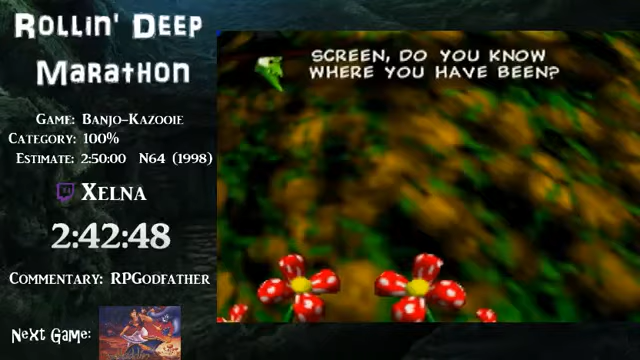 Rollin' Deep
Marathon
Game: Banjo-Kazooie
Category: 100%
Estimate: 2:50:00 N64 (1998)
Xelna
2:42:48
Commentary: RPGodfather
Next Game:
SCREEN, DO YOU KNOW
WHERE YOU HAVE BEEN?